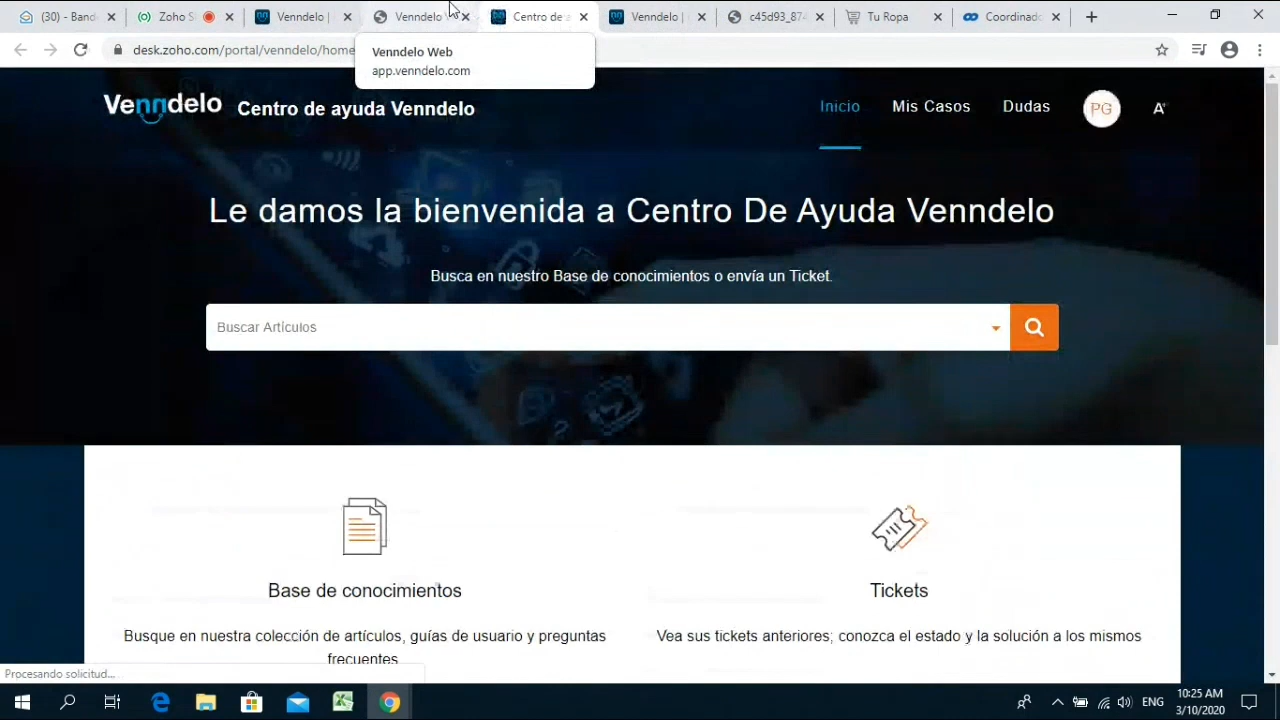 (30) - Band
Zoho S
Venndelo |
Venndelo
Centro de
Venndelo |
c45d93_874
Tu Ropa
Coordinado
desk.zoho.com/portal/venndelo/home
Venndelo Web
app.venndelo.com
Venndelo
Centro de ayuda Venndelo
Inicio
Mis Casos
Dudas
PG
A+
Le damos la bienvenida a Centro De Ayuda Venndelo
Busca en nuestro Base de conocimientos o envía un Ticket.
Buscar Artículos
Base de conocimientos
Busque en nuestra colección de artículos, guías de usuario y preguntas
frecuentes
Tickets
Vea sus tickets anteriores; conozca el estado y la solución a los mismos
Procesando solicitud...
ENG
10:25 AM
3/10/2020